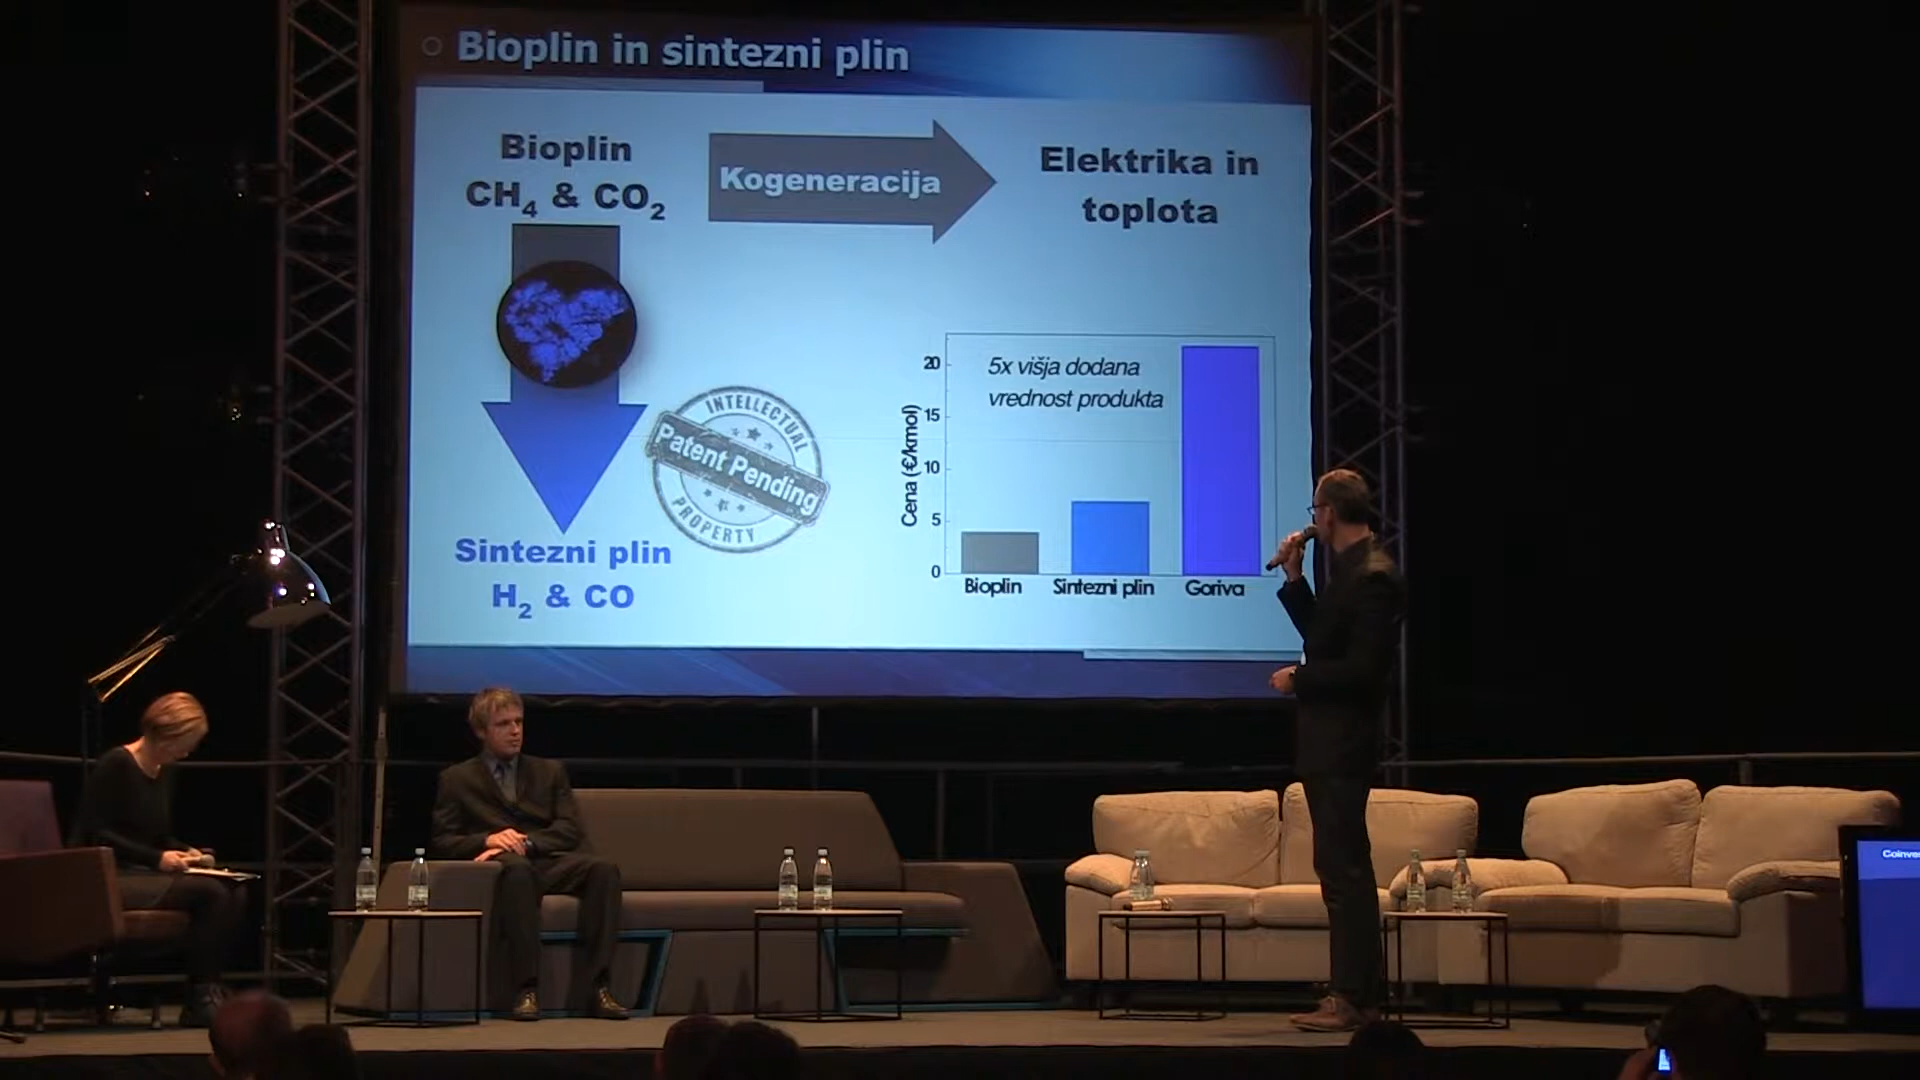 Bioplin in sintezni plin
Bioplin
CH₄ & CO₂
Kogeneracija
Elektrika in
toplota
INTELLECTUAL
Patent Pending
PROPERTY
Sintezni plin
H₂ & CO
5x višja dodana
vrednost produkta
Cena (€/kmol)
20
15
10
5
0
Bioplin
Sintezni plin
Goriva